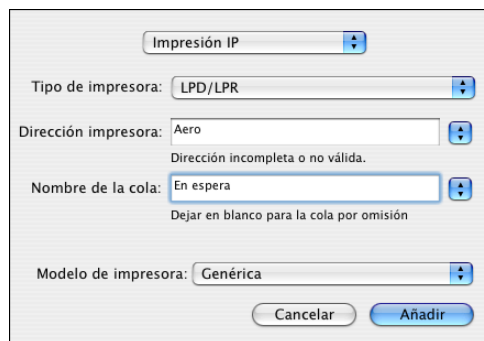 Impresión IP
Tipo de impresora: LPD/LPR
Dirección impresora: Aero
Dirección incompleta o no válida.
Nombre de la cola: En espera
Dejar en blanco para la cola por omisión
Modelo de impresora: Genérica
Cancelar Añadir